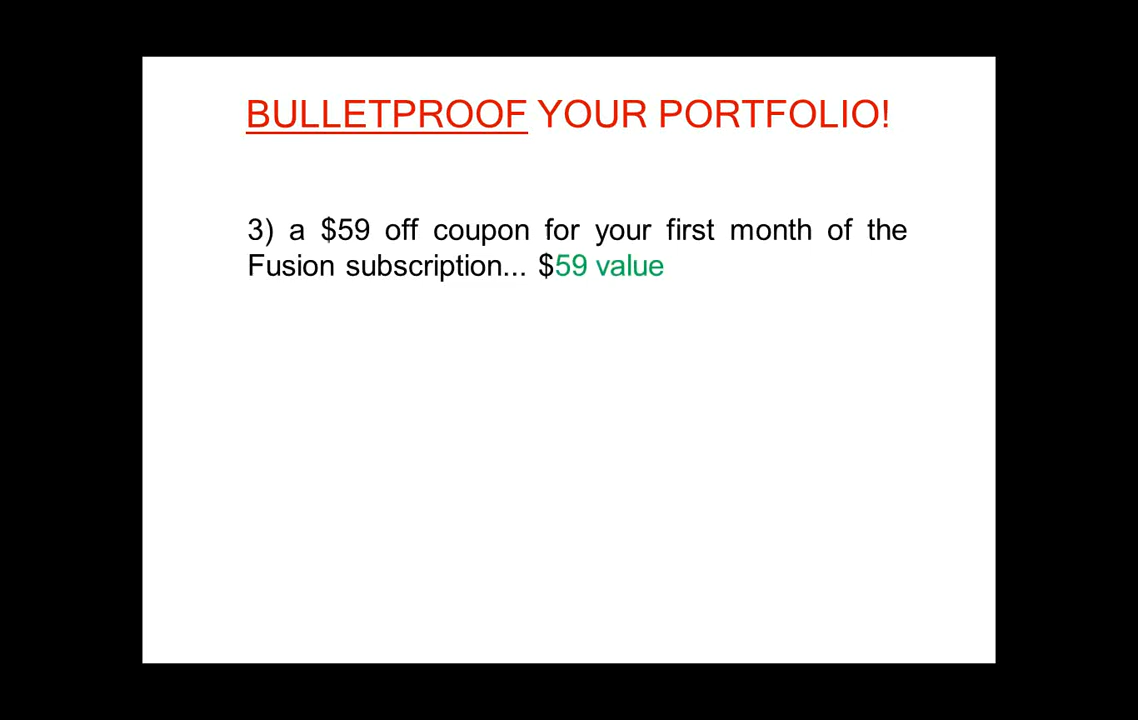 BULLETPROOF YOUR PORTFOLIO!
3) a $59 off coupon for your first month of the
Fusion subscription... $59 value